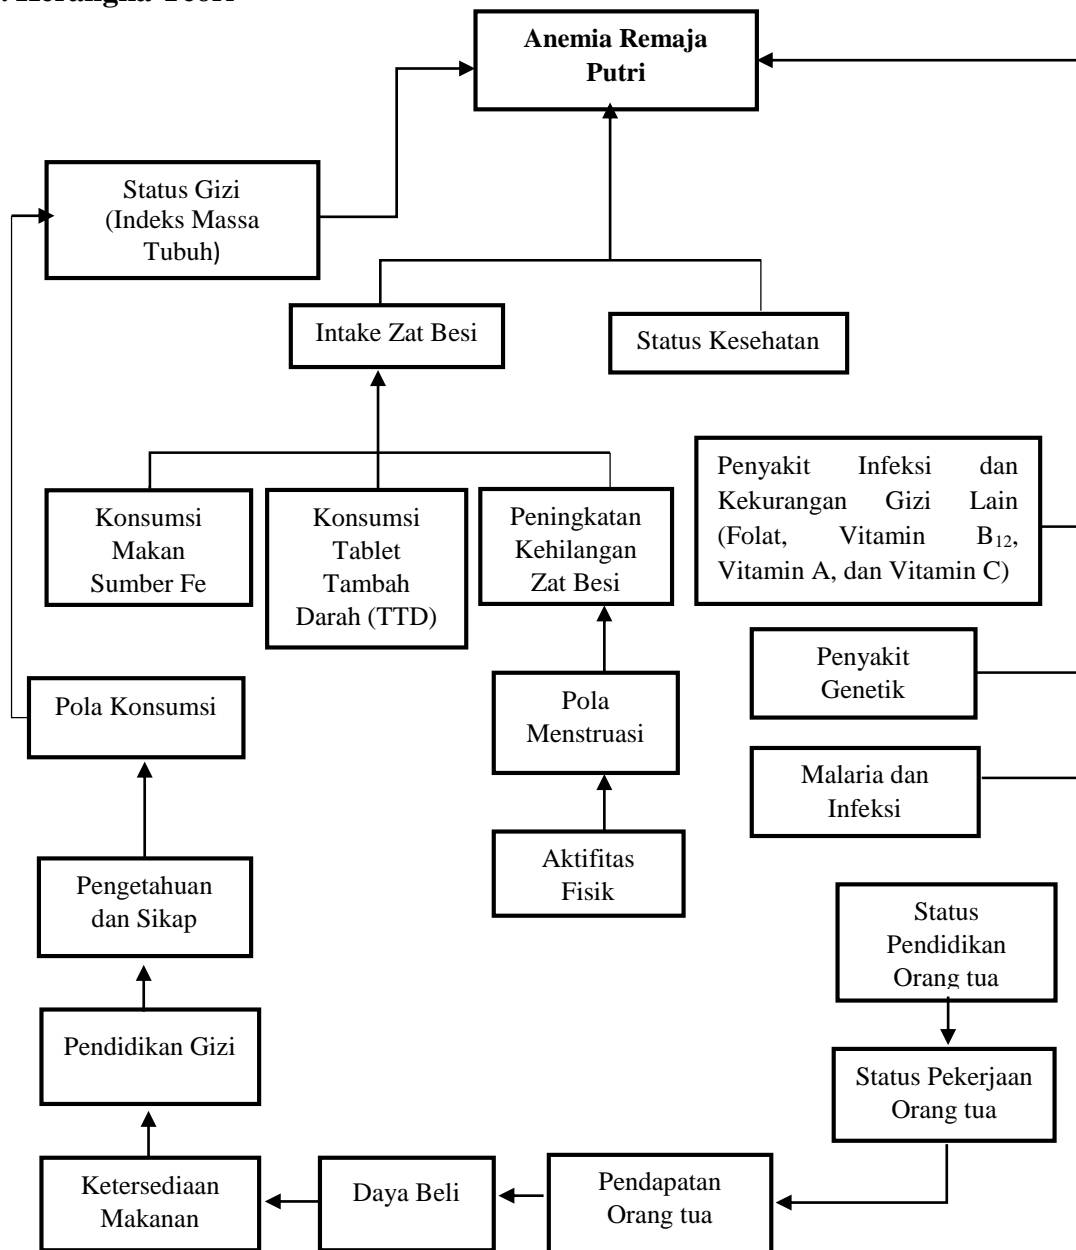 Kerangka Teori
Anemia Remaja
Putri
Status Gizi
(Indeks Massa
Tubuh)
Intake Zat Besi
Status Kesehatan
Penyakit Infeksi dan
Kekurangan Gizi Lain
(Folat, Vitamin B₁₂,
Vitamin A, dan Vitamin C)
Konsumsi
Makan
Sumber Fe
Konsumsi
Tablet
Tambah
Darah (TTD)
Peningkatan
Kehilangan
Zat Besi
Penyakit
Genetik
Pola Konsumsi
Pola
Menstruasi
Malaria dan
Infeksi
Aktifitas
Fisik
Pengetahuan
dan Sikap
Status
Pendidikan
Orang tua
Pendidikan Gizi
Status Pekerjaan
Orang tua
Ketersediaan
Makanan
Daya Beli
Pendapatan
Orang tua